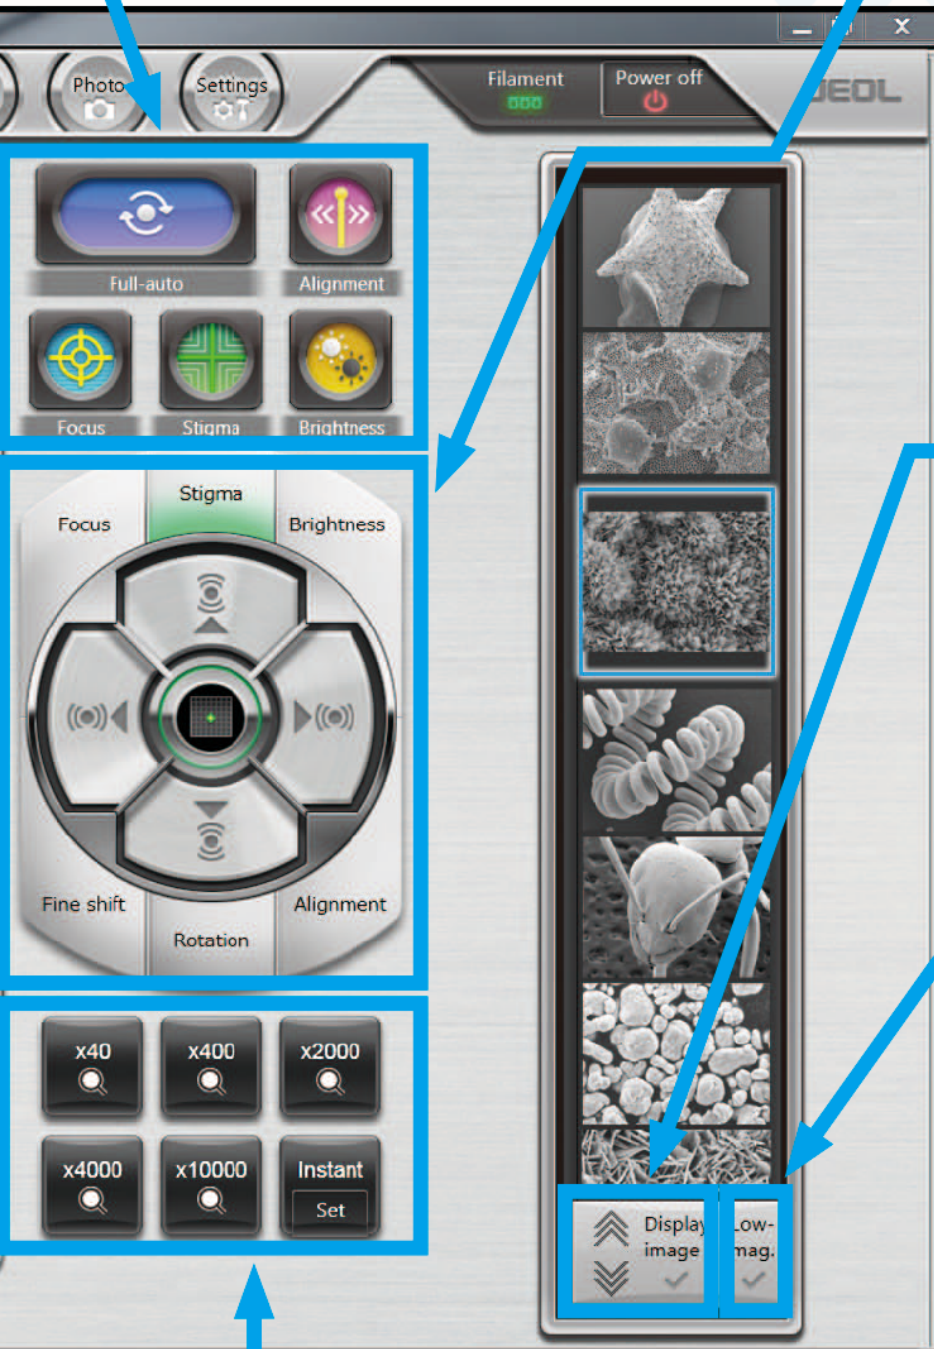 Photo
Settings
Filament
Power off
JEOL
Full-auto
Alignment
Focus
Stigma
Brightness
Focus
Stigma
Brightness
Fine shift
Rotation
Alignment
x40
x400
x2000
x4000
x10000
Instant
Set
Display
image
Low-
mag.